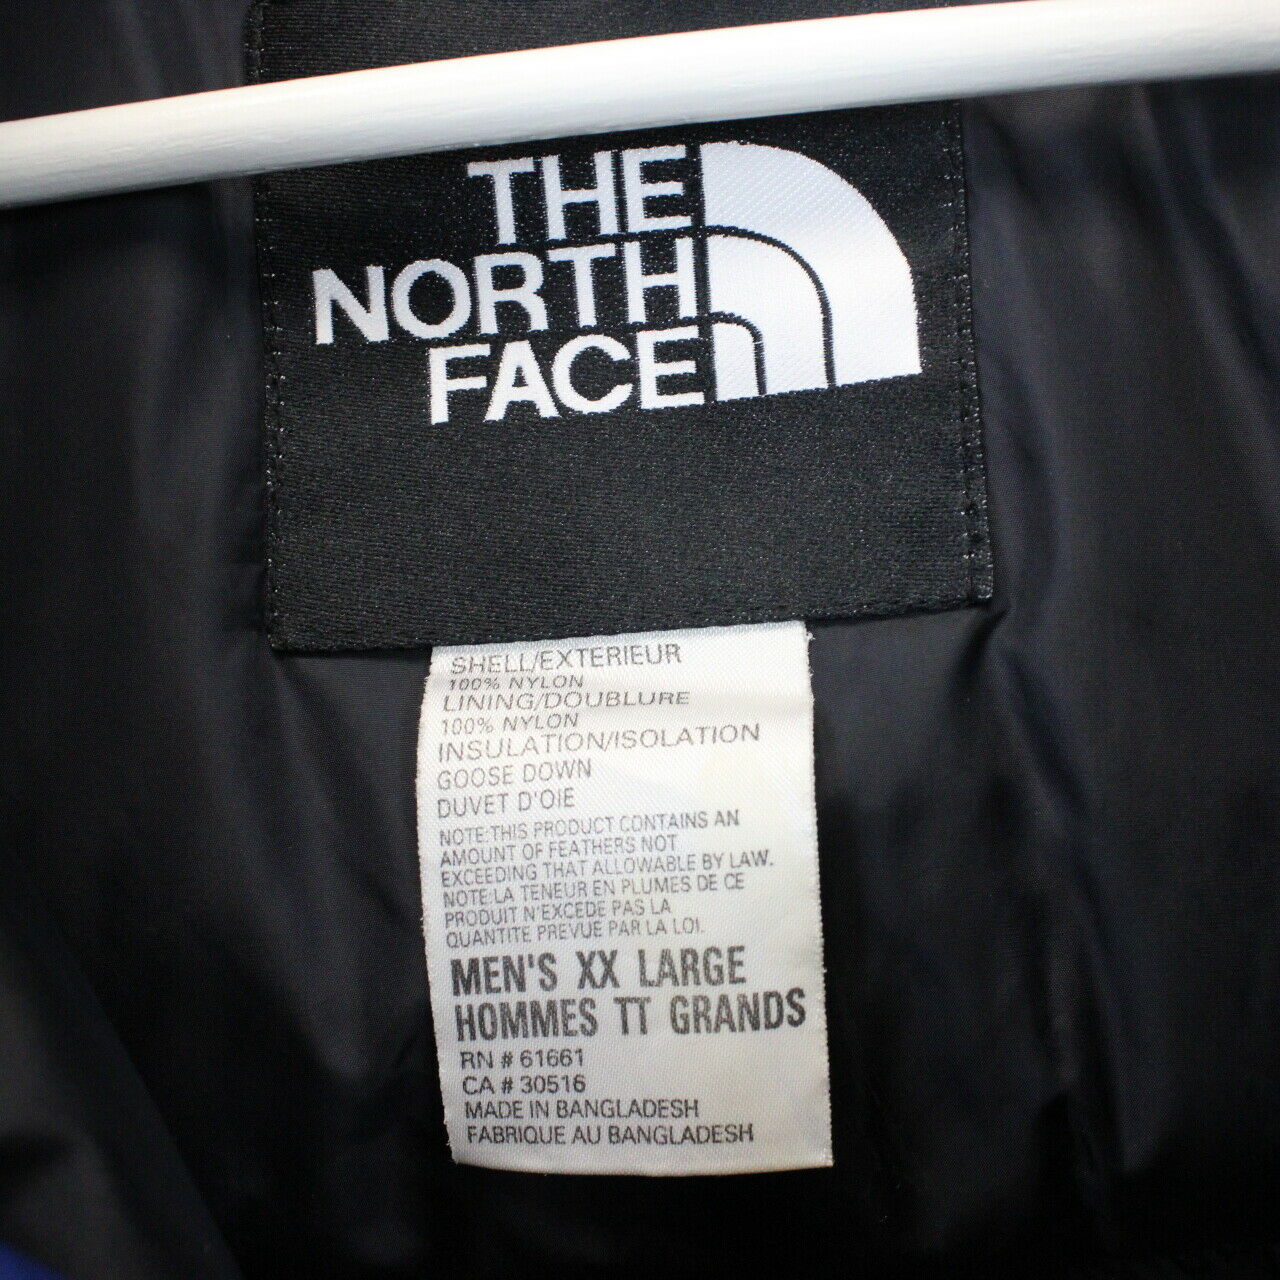 THE
NORTH
FACE
SHELL/EXTERIEUR
100% NYLON
LINING/DOUBLURE
100% NYLON
INSULATION/ISOLATION
GOOSE DOWN
DUVET D'OIE
NOTE:THIS PRODUCT CONTAINS AN
AMOUNT OF FEATHERS NOT
EXCEEDING THAT ALLOWABLE BY LAW.
NOTE:LA TENEUR EN PLUMES DE CE
PRODUIT N'EXCEDE PAS LA
QUANTITE PREVUE PAR LA LOI.
MEN'S XX LARGE
HOMMES TT GRANDS
RN # 61661
CA # 30516
MADE IN BANGLADESH
FABRIQUE AU BANGLADESH